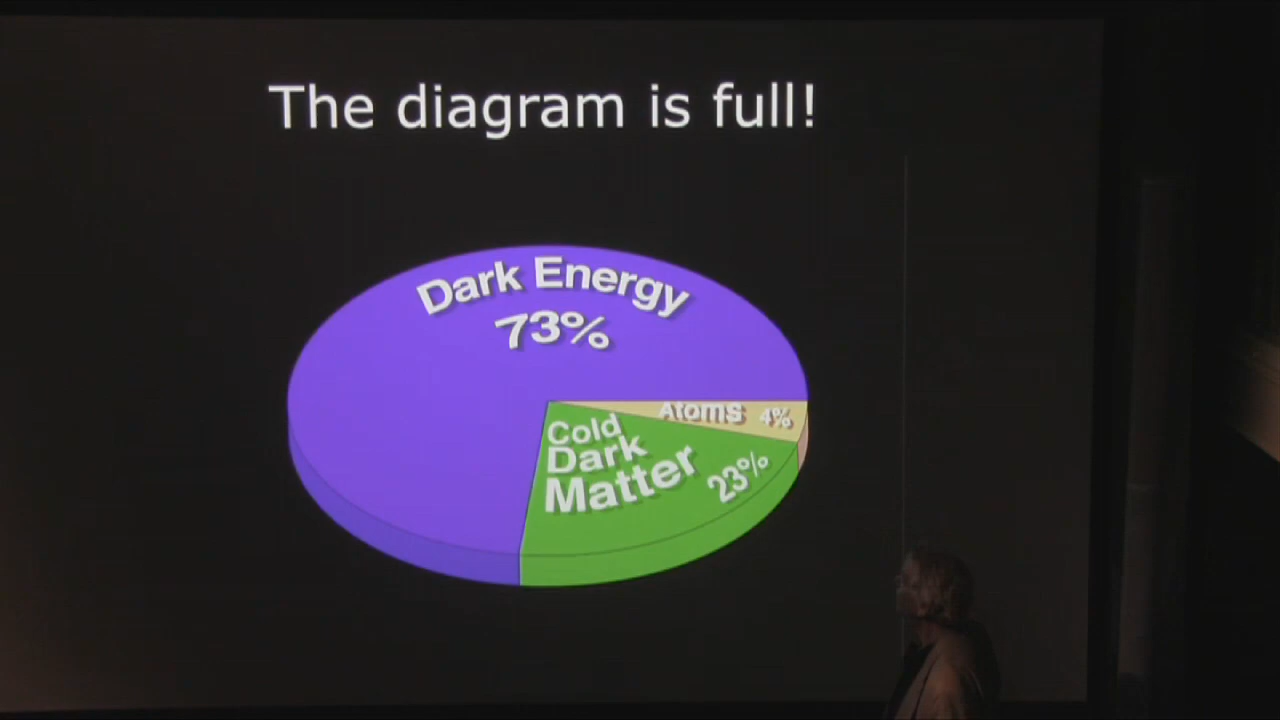 The diagram is full!
Dark Energy
73%
Atoms 4%
Cold
Dark
Matter 23%